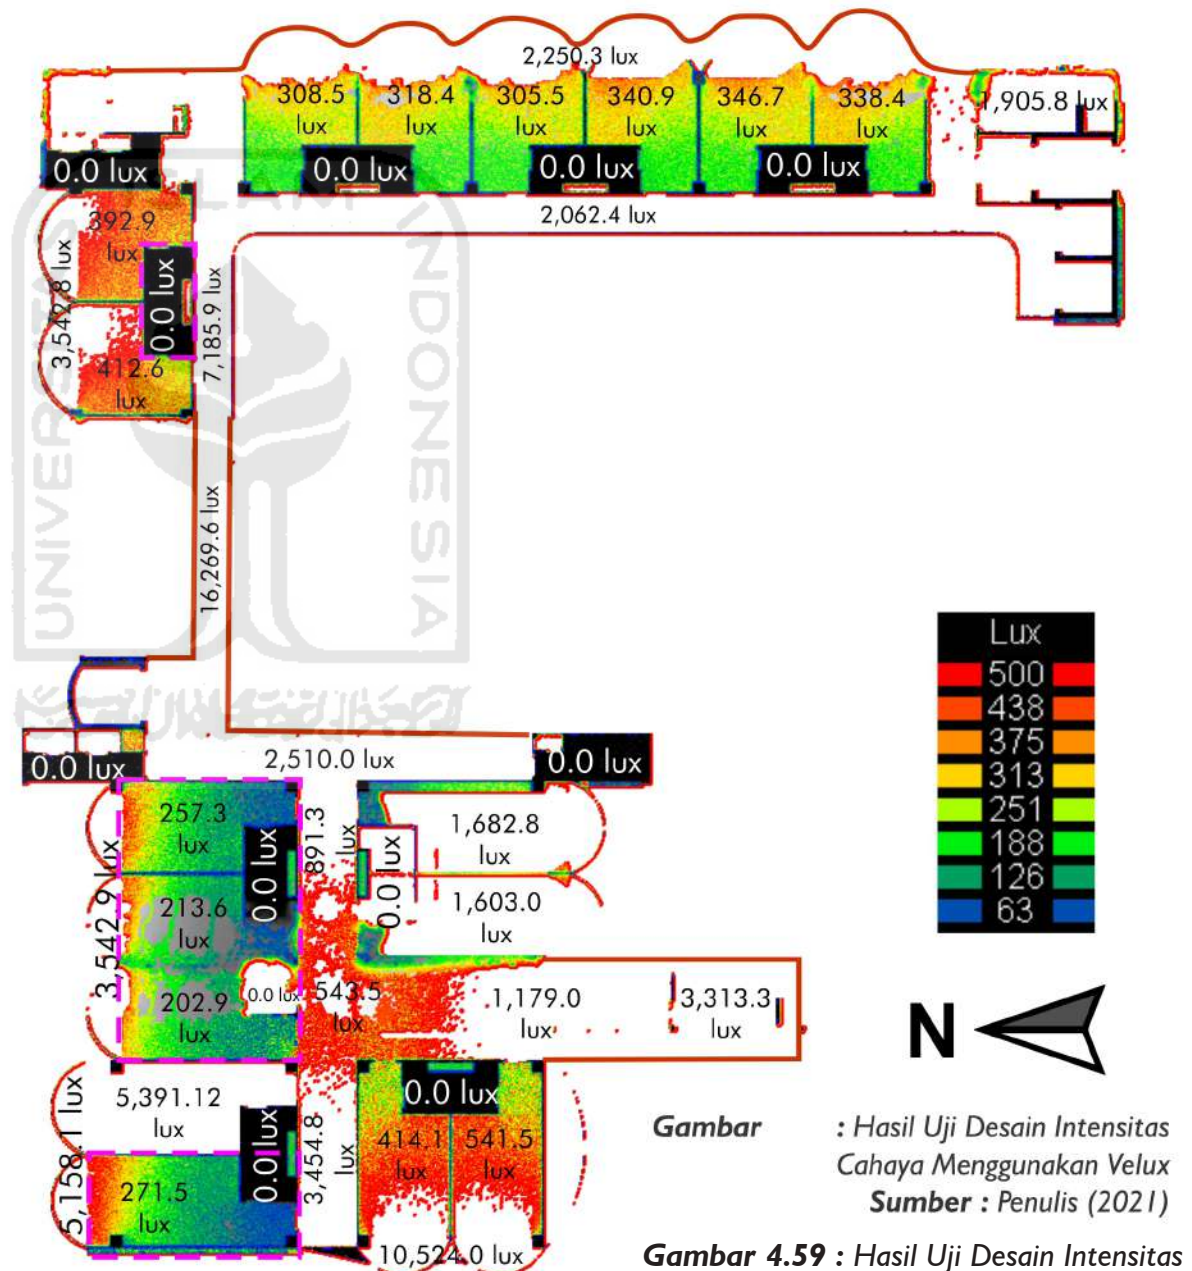 2,250.3 lux
308.5 lux
318.4 lux
305.5 lux
340.9 lux
346.7 lux
338.4 lux
1,905.8 lux
0.0 lux
0.0 lux
0.0 lux
0.0 lux
2,062.4 lux
392.9 lux
3,542.8 lux
0.0 lux
7,185.9 lux
412.6 lux
UNIVERSITAS
ISLAM
INDONESIA
16,269.6 lux
Lux
500
438
375
313
251
188
126
63
0.0 lux
2,510.0 lux
0.0 lux
257.3 lux
0.0 lux
891.3 lux
0.0 lux
1,682.8 lux
3,542.9 lux
213.6 lux
1,603.0 lux
202.9 lux
0.0 lux
543.5 lux
1,179.0 lux
3,313.3 lux
N
5,158.1 lux
5,391.12 lux
0.0 lux
3,454.8 lux
0.0 lux
414.1 lux
541.5 lux
271.5 lux
10,524.0 lux
Gambar : Hasil Uji Desain Intensitas
Cahaya Menggunakan Velux
Sumber : Penulis (2021)
Gambar 4.59 : Hasil Uji Desain Intensitas